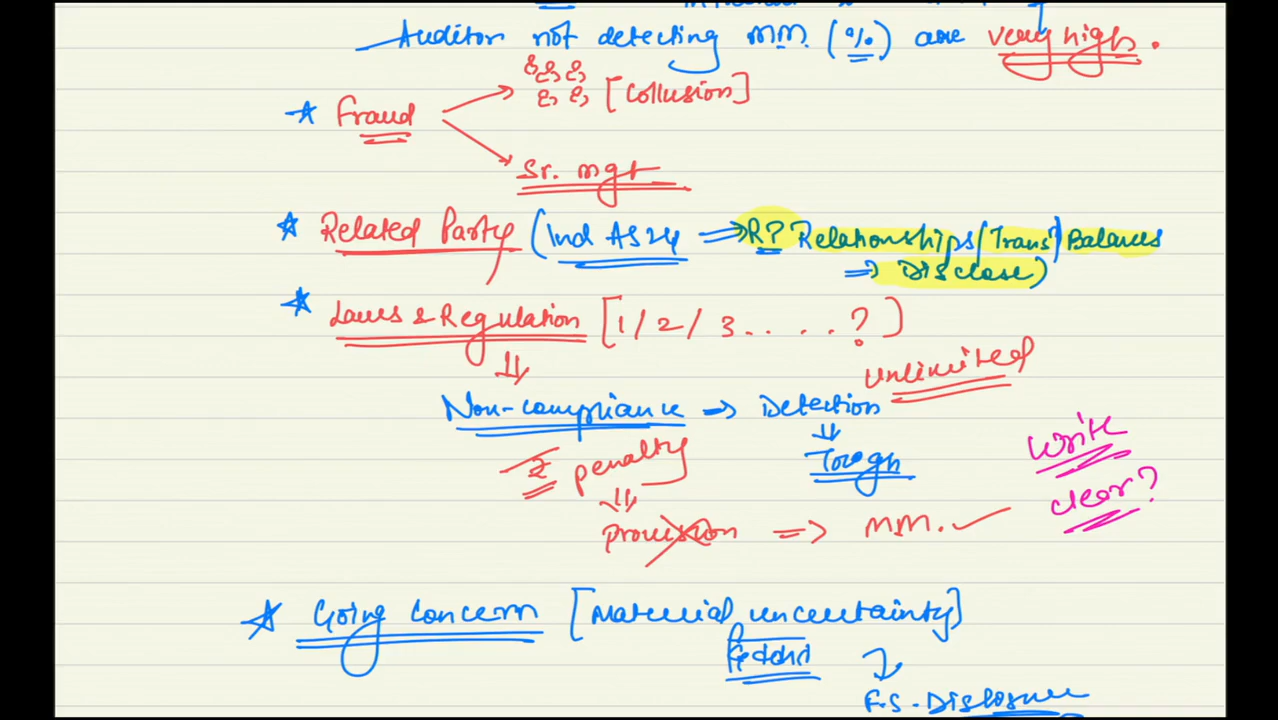 Auditor not detecting MM. (%) are very high.
[Collusion]
* Fraud
Sr. mgt
* Related Party (Ind AS 24 ⇒ RP Relationships/Transⁿ/Balances
⇒ Disclose)
* Laws & Regulation [1/2/3.....?]
⇓ Unlimited
Non-compliance → Detection
⇓ Write
₹ penalty Tough clear?
⇓
provision ⇒ MM. ✓
* Going Concern [Material uncertainty]
F.S. Disclosure